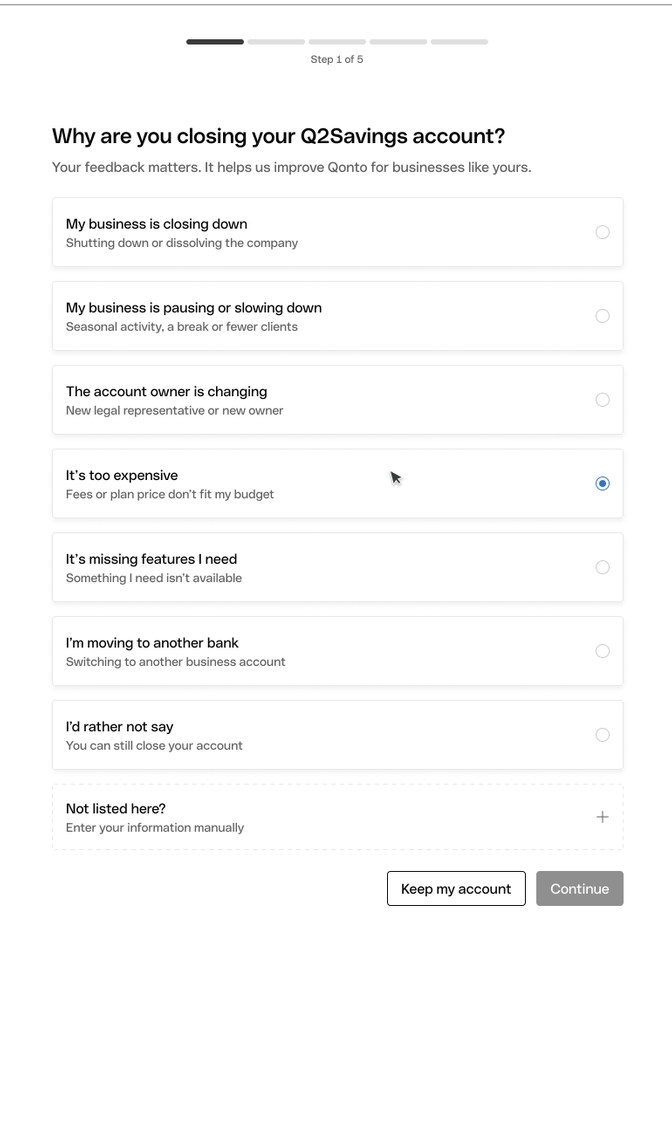 Step 1 of 5
Why are you closing your Q2Savings account?
Your feedback matters. It helps us improve Qonto for businesses like yours.
My business is closing down
Shutting down or dissolving the company
My business is pausing or slowing down
Seasonal activity, a break or fewer clients
The account owner is changing
New legal representative or new owner
It's too expensive
Fees or plan price don't fit my budget
It's missing features I need
Something I need isn't available
I'm moving to another bank
Switching to another business account
I'd rather not say
You can still close your account
Not listed here?
Enter your information manually
Keep my account
Continue